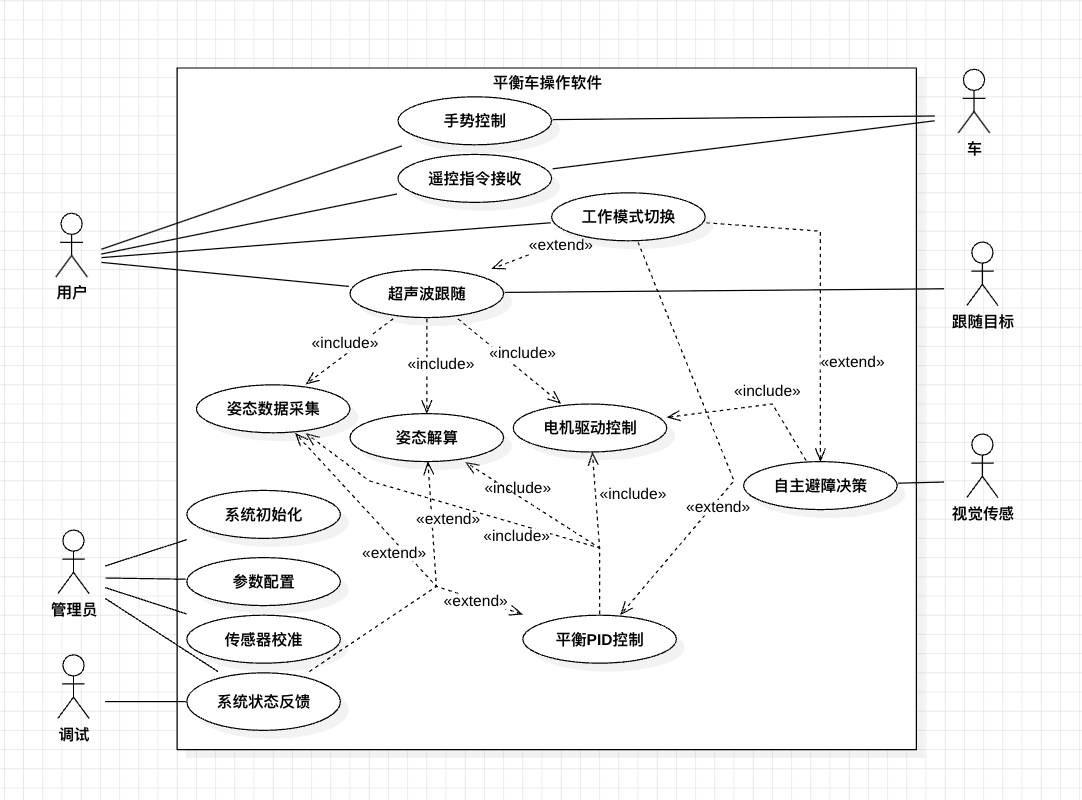 平衡车操作软件
手势控制
车
遥控指令接收
工作模式切换
«extend»
用户
超声波跟随
跟随目标
«include»
«include»
«include»
«extend»
«include»
姿态数据采集
姿态解算
电机驱动控制
自主避障决策
«include»
«include»
«extend»
视觉传感
系统初始化
«extend»
«include»
«extend»
参数配置
管理员
«extend»
传感器校准
平衡PID控制
系统状态反馈
调试